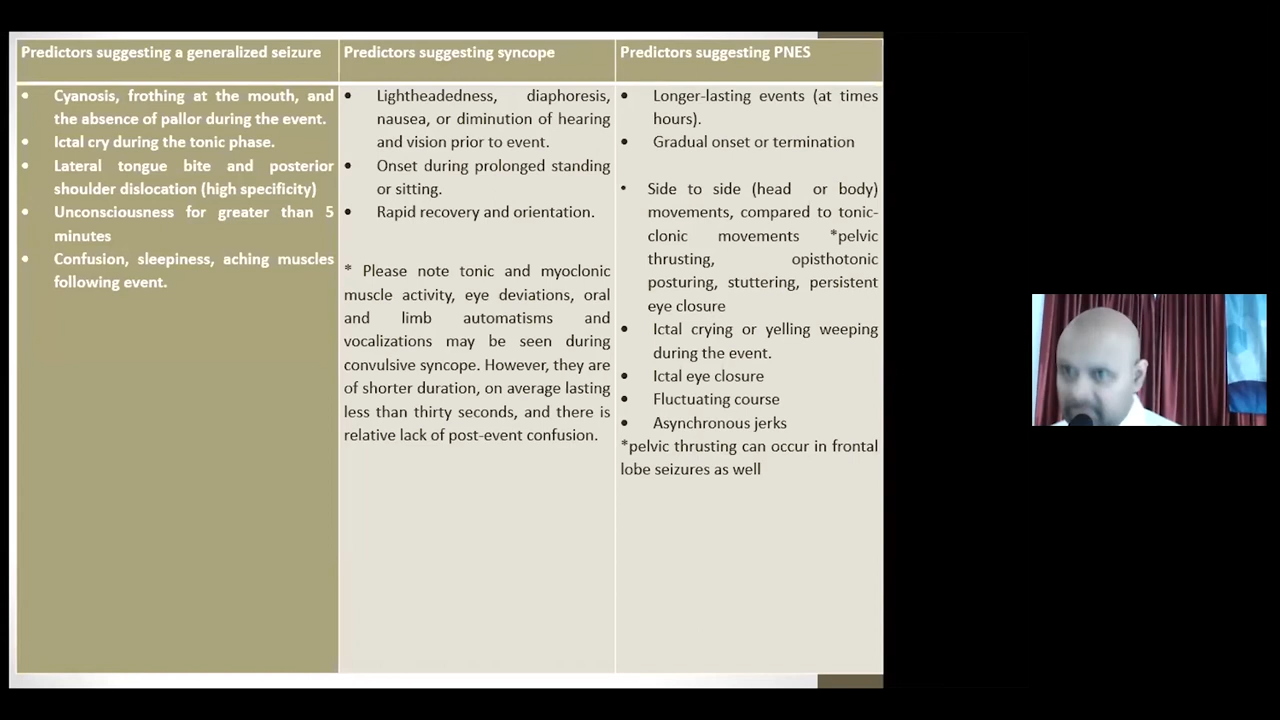 Predictors suggesting a generalized seizure
• Cyanosis, frothing at the mouth, and
the absence of pallor during the event.
• Ictal cry during the tonic phase.
• Lateral tongue bite and posterior
shoulder dislocation (high specificity)
• Unconsciousness for greater than 5
minutes
• Confusion, sleepiness, aching muscles
following event.
Predictors suggesting syncope
• Lightheadedness, diaphoresis,
nausea, or diminution of hearing
and vision prior to event.
• Onset during prolonged standing
or sitting.
• Rapid recovery and orientation.
* Please note tonic and myoclonic
muscle activity, eye deviations, oral
and limb automatisms and
vocalizations may be seen during
convulsive syncope. However, they are
of shorter duration, on average lasting
less than thirty seconds, and there is
relative lack of post-event confusion.
Predictors suggesting PNES
• Longer-lasting events (at times
hours).
• Gradual onset or termination
• Side to side (head or body)
movements, compared to tonic-
clonic movements *pelvic
thrusting, opisthotonic
posturing, stuttering, persistent
eye closure
• Ictal crying or yelling weeping
during the event.
• Ictal eye closure
• Fluctuating course
• Asynchronous jerks
*pelvic thrusting can occur in frontal
lobe seizures as well